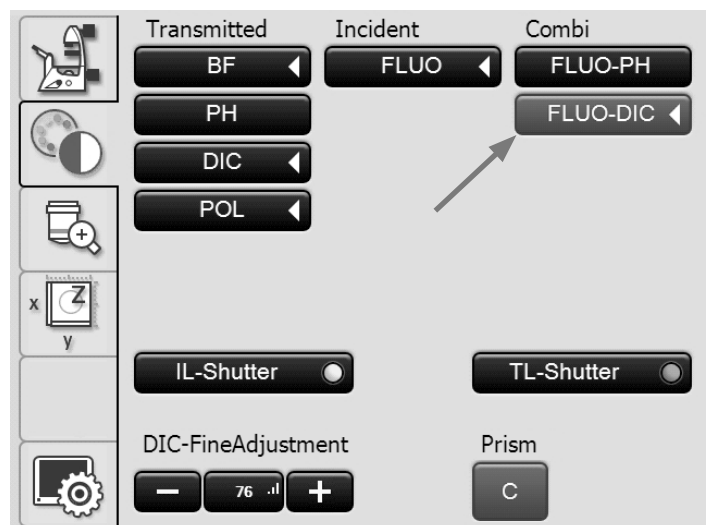 Transmitted Incident Combi
BF FLUO FLUO-PH
PH FLUO-DIC
DIC
POL
Z
x
y
IL-Shutter TL-Shutter
DIC-FineAdjustment Prism
− 76 + C